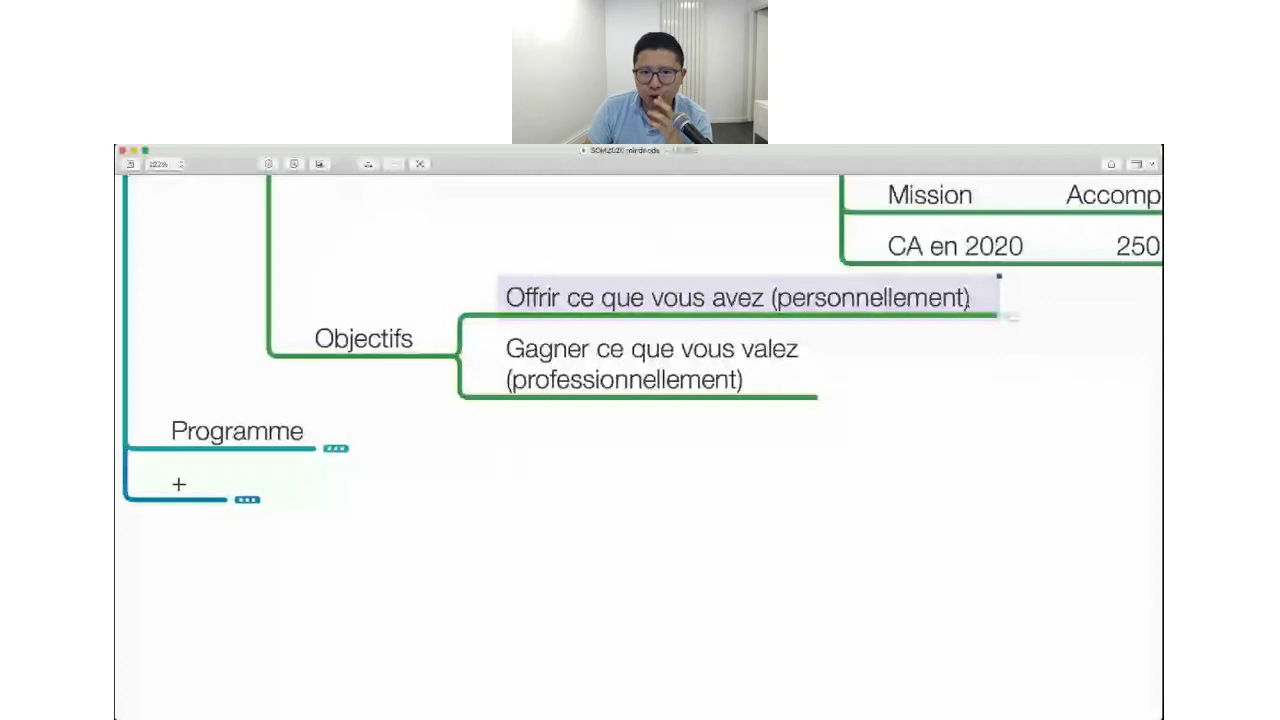 222%
Mission Accomp
CA en 2020 250
Offrir ce que vous avez (personnellement)
Objectifs
Gagner ce que vous valez
(professionnellement)
Programme
+